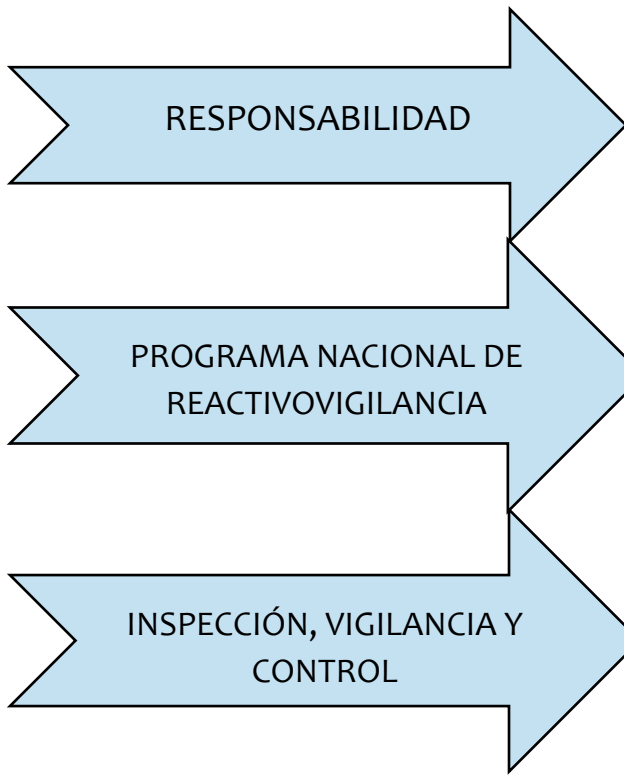 RESPONSABILIDAD
PROGRAMA NACIONAL DE
REACTIVOVIGILANCIA
INSPECCIÓN, VIGILANCIA Y
CONTROL